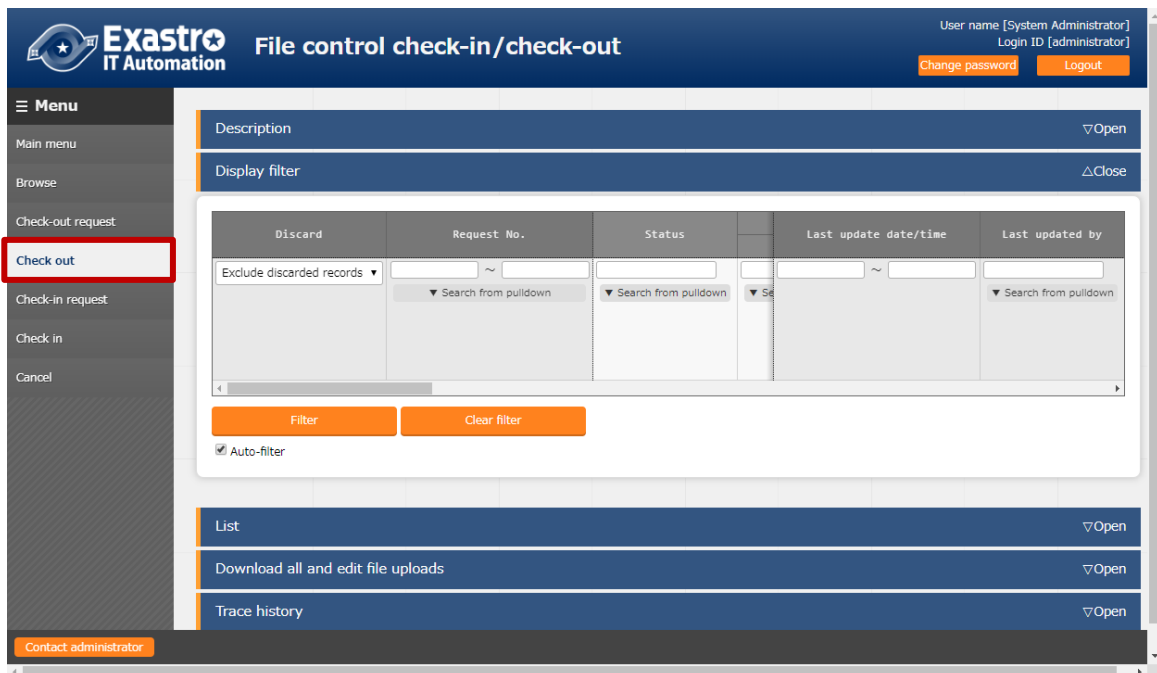 Exastro
IT Automation
File control check-in/check-out
User name [System Administrator]
Login ID [administrator]
Change password
Logout
☰ Menu
Main menu
Browse
Check-out request
Check out
Check-in request
Check in
Cancel
Description
▽Open
Display filter
△Close
Discard
Request No.
Status
Last update date/time
Last updated by
Exclude discarded records ▼
～
～
▼ Search from pulldown
▼ Search from pulldown
▼ Se
▼ Search from pulldown
Filter
Clear filter
Auto-filter
List
▽Open
Download all and edit file uploads
▽Open
Trace history
▽Open
Contact administrator